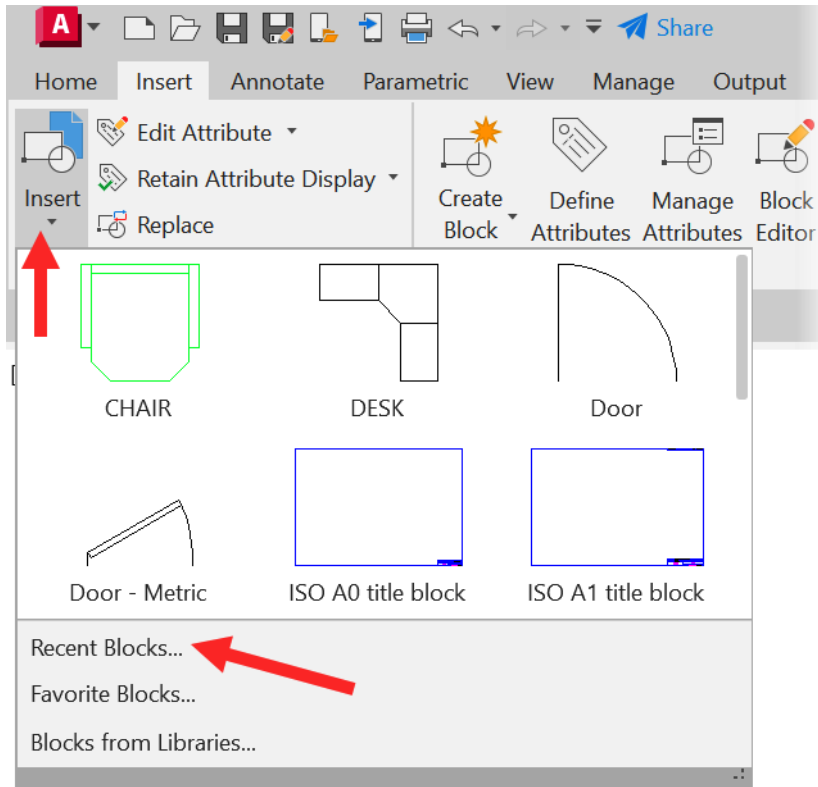 A
Share
Home Insert Annotate Parametric View Manage Output
Edit Attribute
Retain Attribute Display
Replace
Insert
Create Block
Define Attributes
Manage Attributes
Block Editor
CHAIR DESK Door
Door - Metric ISO A0 title block ISO A1 title block
Recent Blocks...
Favorite Blocks...
Blocks from Libraries...